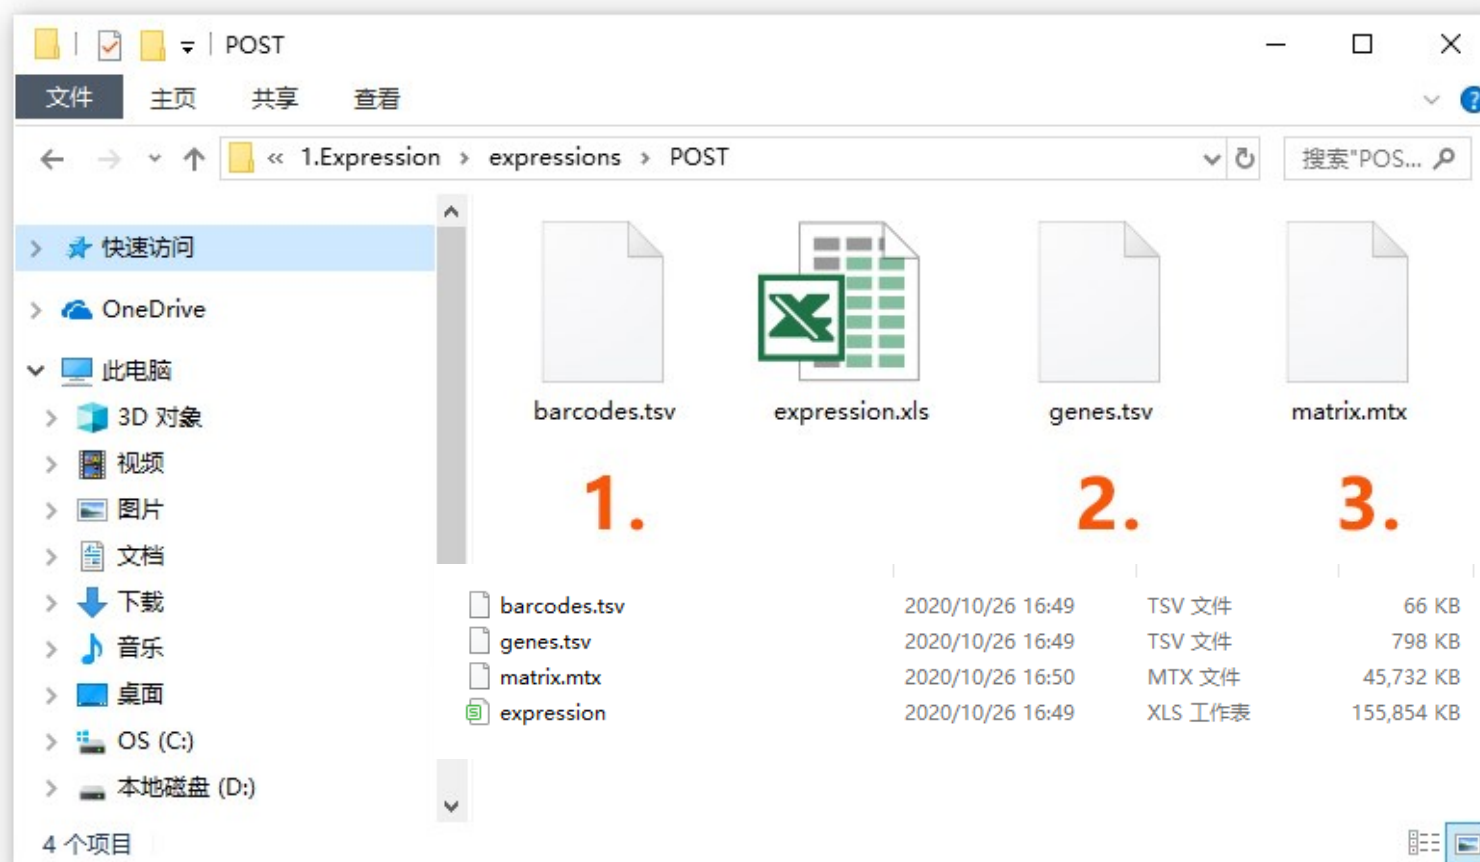 POST
文件 主页 共享 查看
« 1.Expression › expressions › POST 搜索"POS...
快速访问
OneDrive
此电脑
3D 对象
视频
图片
文档
下载
音乐
桌面
OS (C:)
本地磁盘 (D:)
barcodes.tsv expression.xls genes.tsv matrix.mtx
1. 2. 3.
barcodes.tsv 2020/10/26 16:49 TSV 文件 66 KB
genes.tsv 2020/10/26 16:49 TSV 文件 798 KB
matrix.mtx 2020/10/26 16:50 MTX 文件 45,732 KB
expression 2020/10/26 16:49 XLS 工作表 155,854 KB
4 个项目